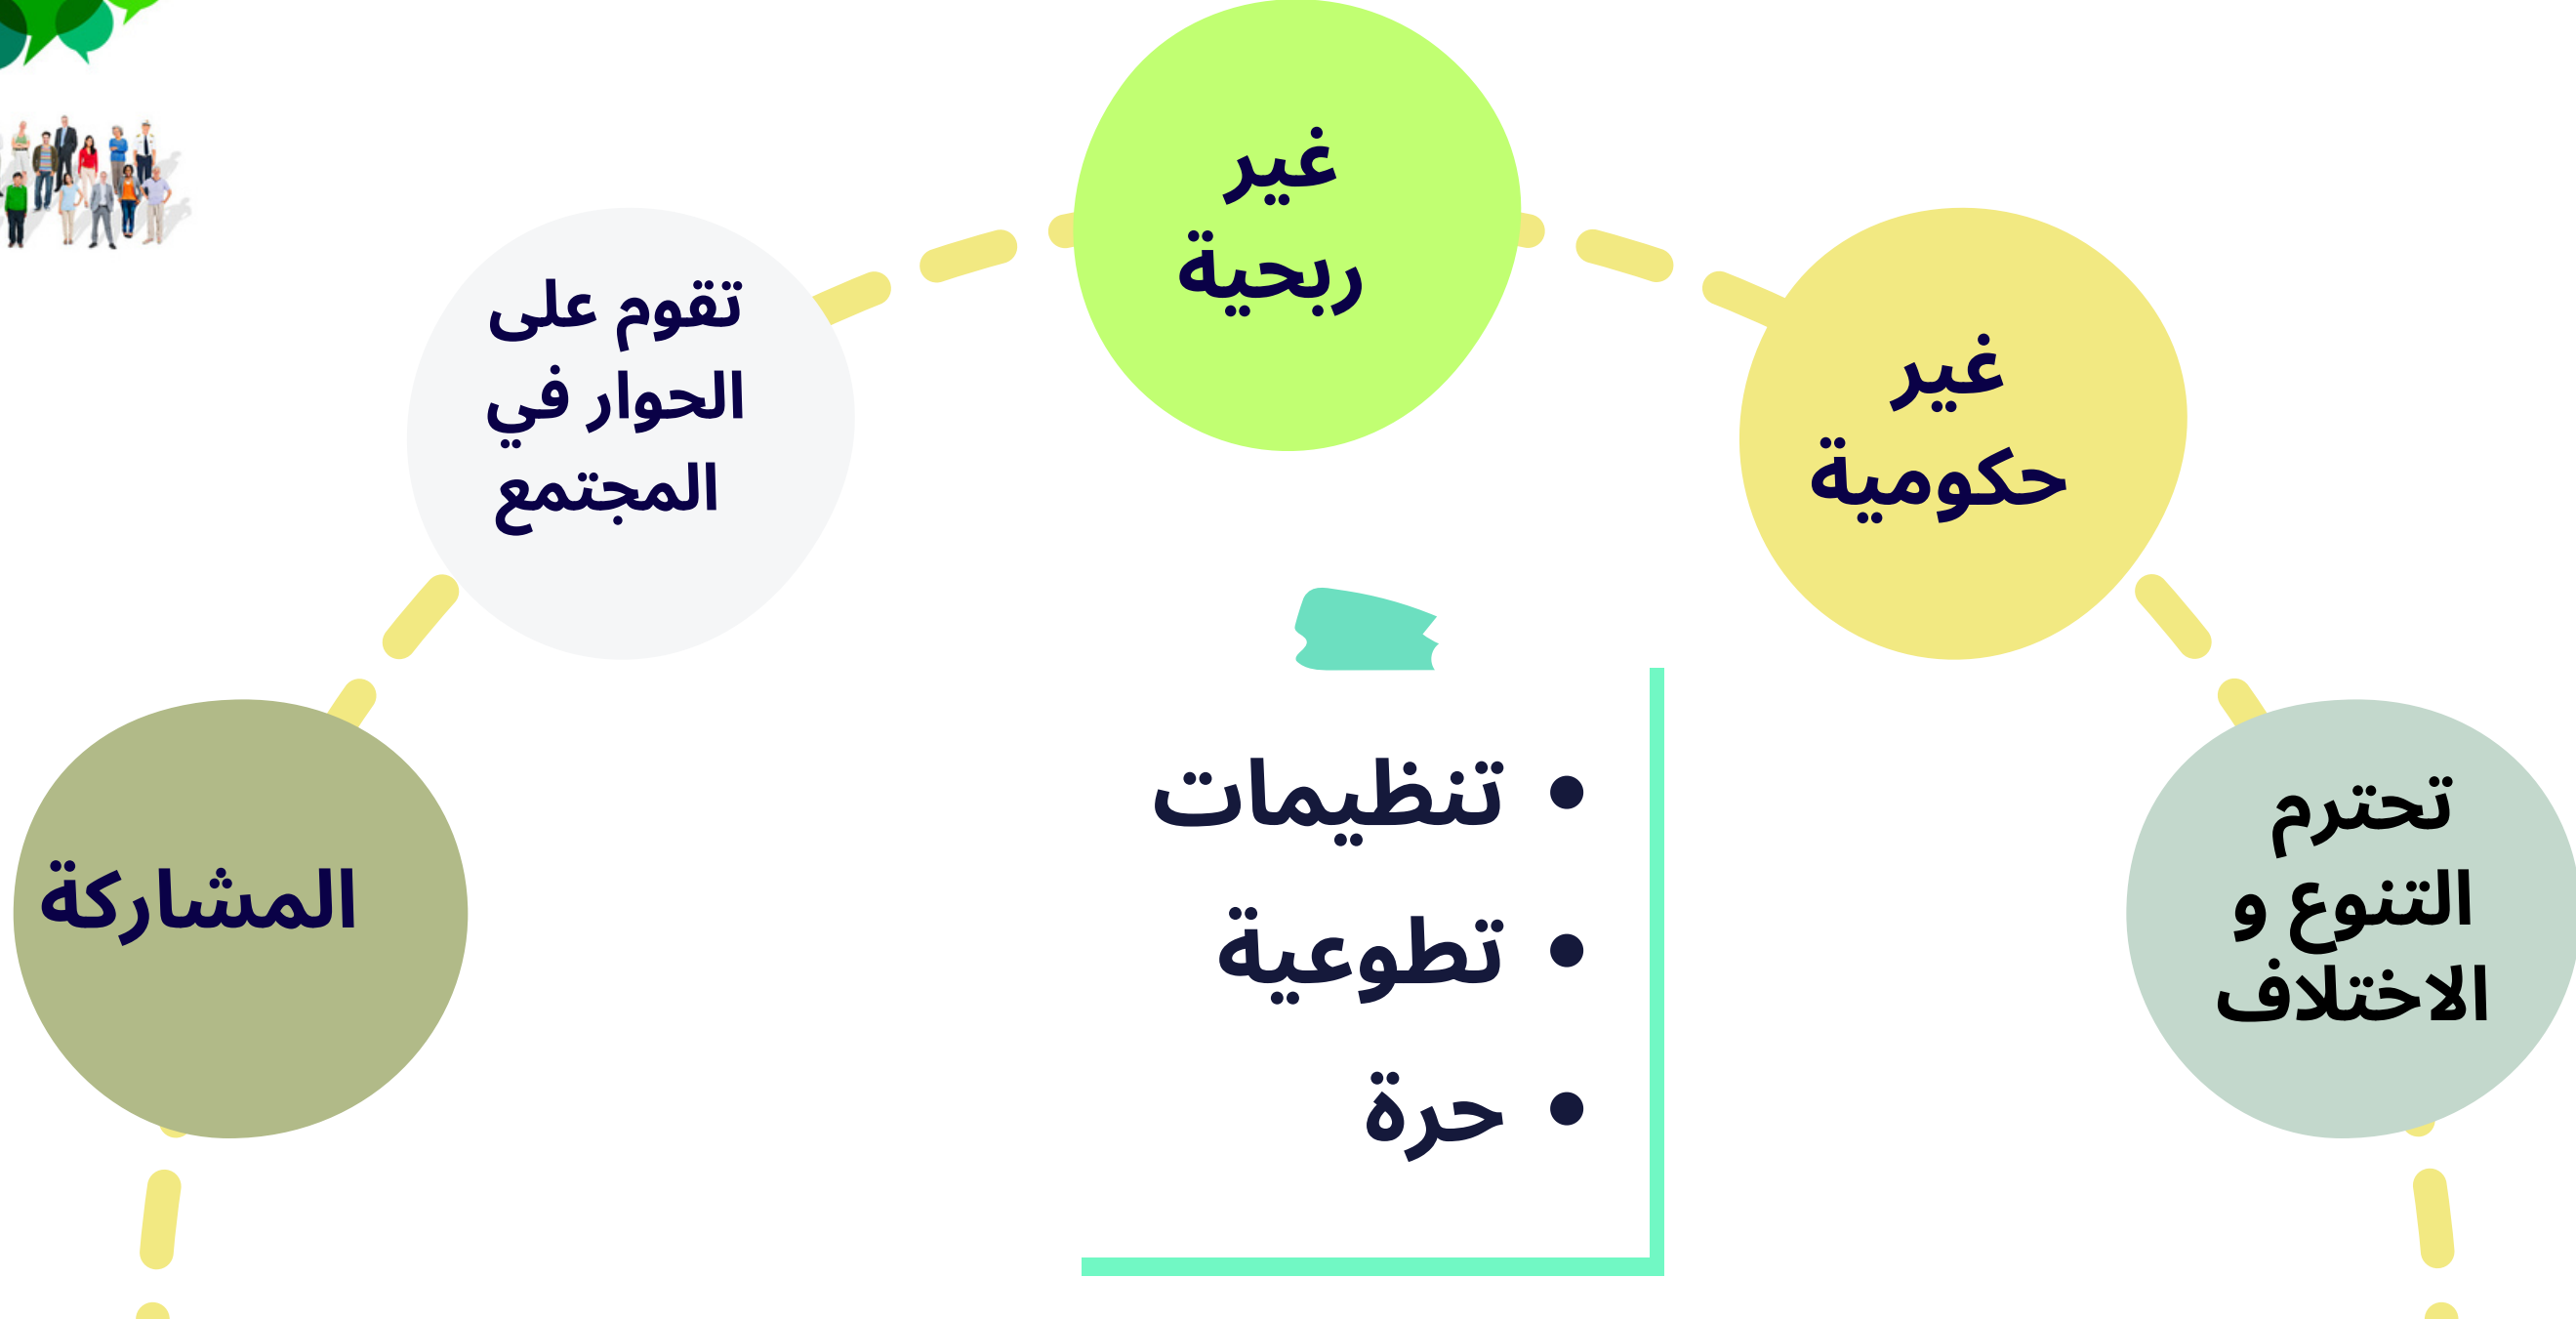 غير
ربحية
غير
حكومية
تقوم على
الحوار في
المجتمع
تحترم
التنوع و
الاختلاف
المشاركة
• تنظيمات
• تطوعية
• حرة